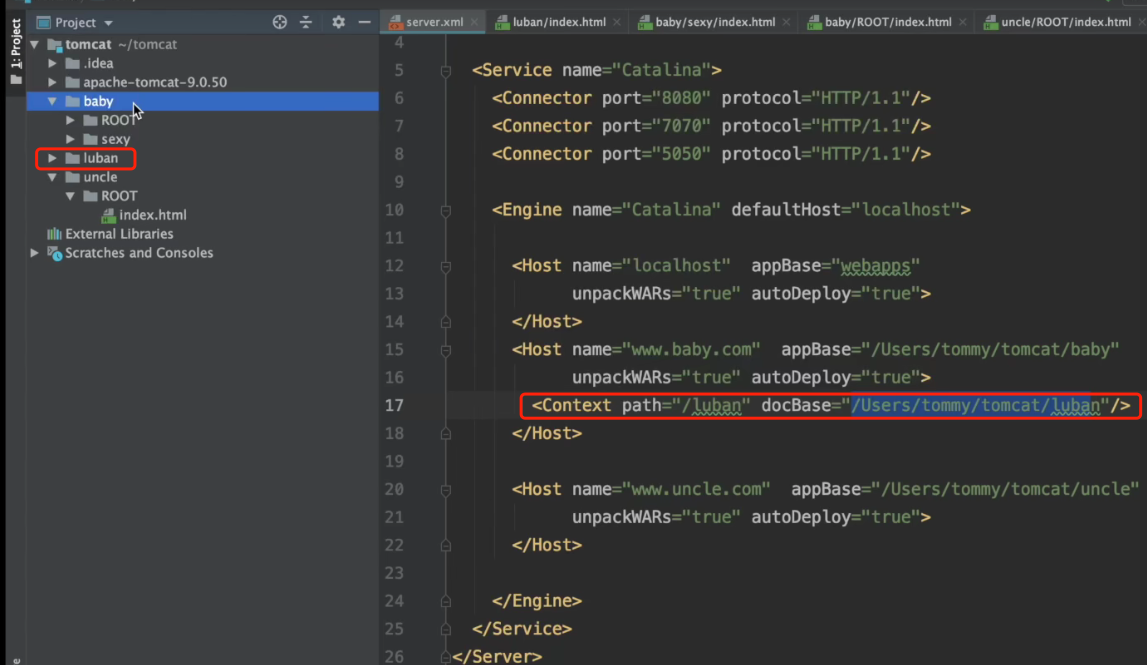 1: Project
Project
tomcat ~/tomcat
.idea
apache-tomcat-9.0.50
baby
ROOT
sexy
luban
uncle
ROOT
index.html
External Libraries
Scratches and Consoles
server.xml
luban/index.html
baby/sexy/index.html
baby/ROOT/index.html
uncle/ROOT/index.html
4
5 <Service name="Catalina">
6 <Connector port="8080" protocol="HTTP/1.1"/>
7 <Connector port="7070" protocol="HTTP/1.1"/>
8 <Connector port="5050" protocol="HTTP/1.1"/>
9
10 <Engine name="Catalina" defaultHost="localhost">
11
12 <Host name="localhost" appBase="webapps"
13 unpackWARs="true" autoDeploy="true">
14 </Host>
15 <Host name="www.baby.com" appBase="/Users/tommy/tomcat/baby"
16 unpackWARs="true" autoDeploy="true">
17 <Context path="/luban" docBase="/Users/tommy/tomcat/luban"/>
18 </Host>
19
20 <Host name="www.uncle.com" appBase="/Users/tommy/tomcat/uncle"
21 unpackWARs="true" autoDeploy="true">
22 </Host>
23
24 </Engine>
25 </Service>
26 </Server>